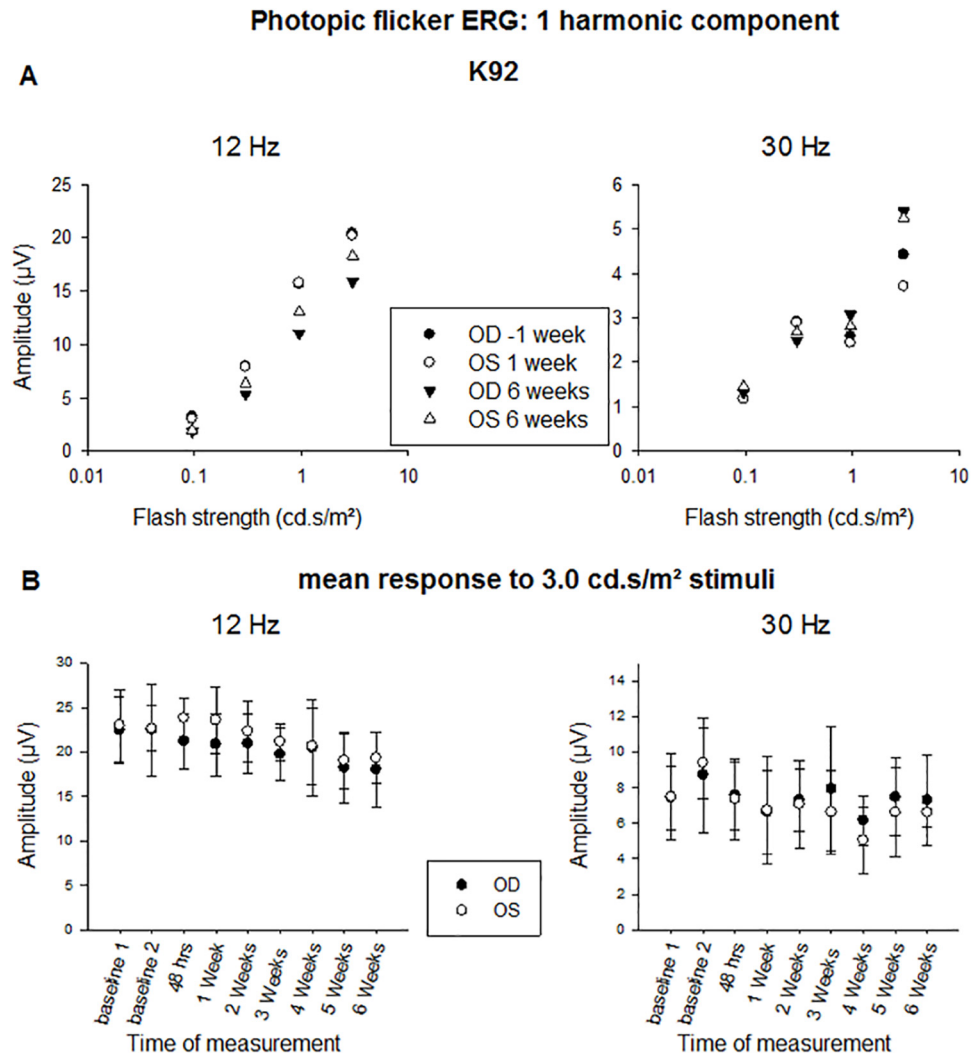 Photopic flicker ERG: 1 harmonic component
A
K92
12 Hz
30 Hz
25
20
15
10
5
0
Amplitude (µV)
0.01
0.1
1
10
Flash strength (cd.s/m²)
OD -1 week
OS 1 week
OD 6 weeks
OS 6 weeks
6
5
4
3
2
1
0
Amplitude (µV)
0.01
0.1
1
10
Flash strength (cd.s/m²)
B
mean response to 3.0 cd.s/m² stimuli
12 Hz
30 Hz
30
25
20
15
10
5
0
Amplitude (µV)
baseline 1
baseline 2
48 hrs
1 Week
2 Weeks
3 Weeks
4 Weeks
5 Weeks
6 Weeks
Time of measurement
OD
OS
14
12
10
8
6
4
2
0
Amplitude (µV)
baseline 1
baseline 2
48 hrs
1 Week
2 Weeks
3 Weeks
4 Weeks
5 Weeks
6 Weeks
Time of measurement